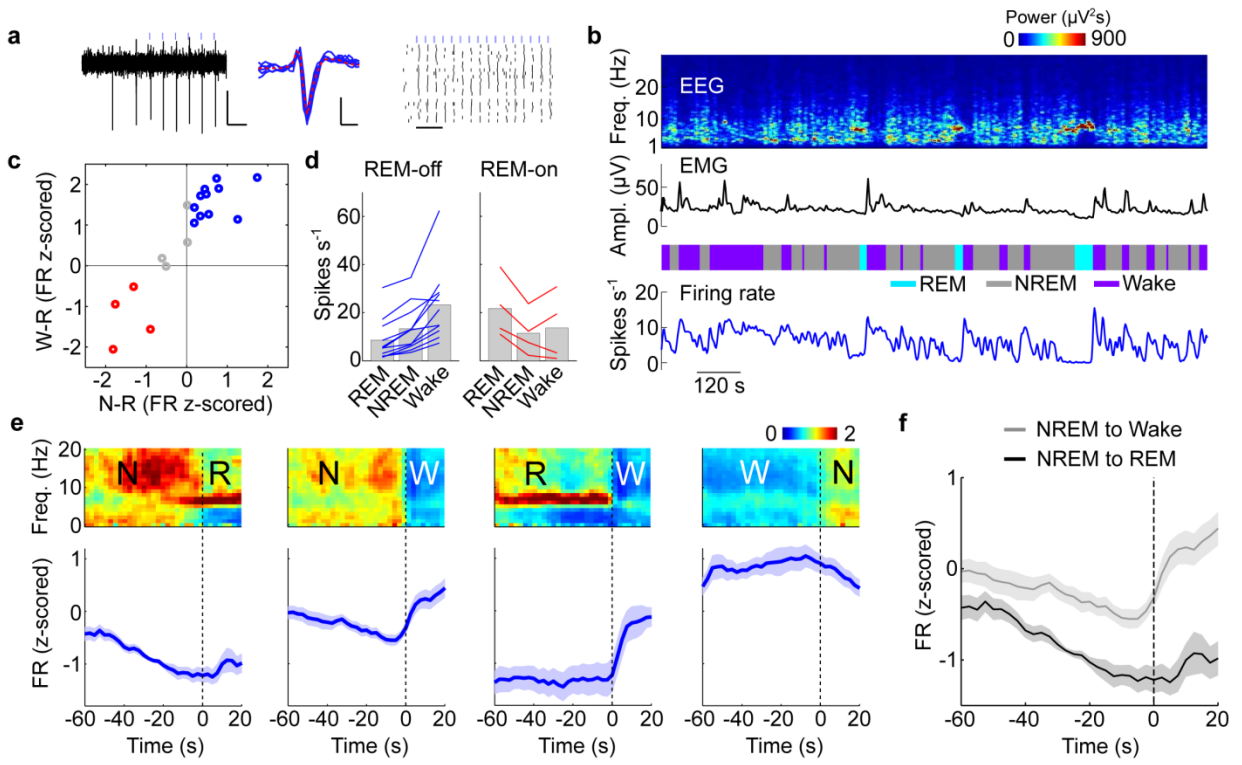 a
b
Power (µV²s)
0 900
Freq. (Hz)
20
10
1
EEG
EMG
Ampl. (µV)
50
0
REM NREM Wake
Firing rate
Spikes s⁻¹
10
0
120 s
c
W-R (FR z-scored)
2
1
0
-1
-2
-2 -1 0 1 2
N-R (FR z-scored)
d
REM-off REM-on
Spikes s⁻¹
60
40
20
0
REM NREM Wake REM NREM Wake
e
0 2
Freq. (Hz)
20
10
0
N R N W R W W N
FR (z-scored)
1
0
-1
-60 -40 -20 0 20 -60 -40 -20 0 20 -60 -40 -20 0 20 -60 -40 -20 0 20
Time (s) Time (s) Time (s) Time (s)
f
NREM to Wake
NREM to REM
FR (z-scored)
1
0
-1
-60 -40 -20 0 20
Time (s)